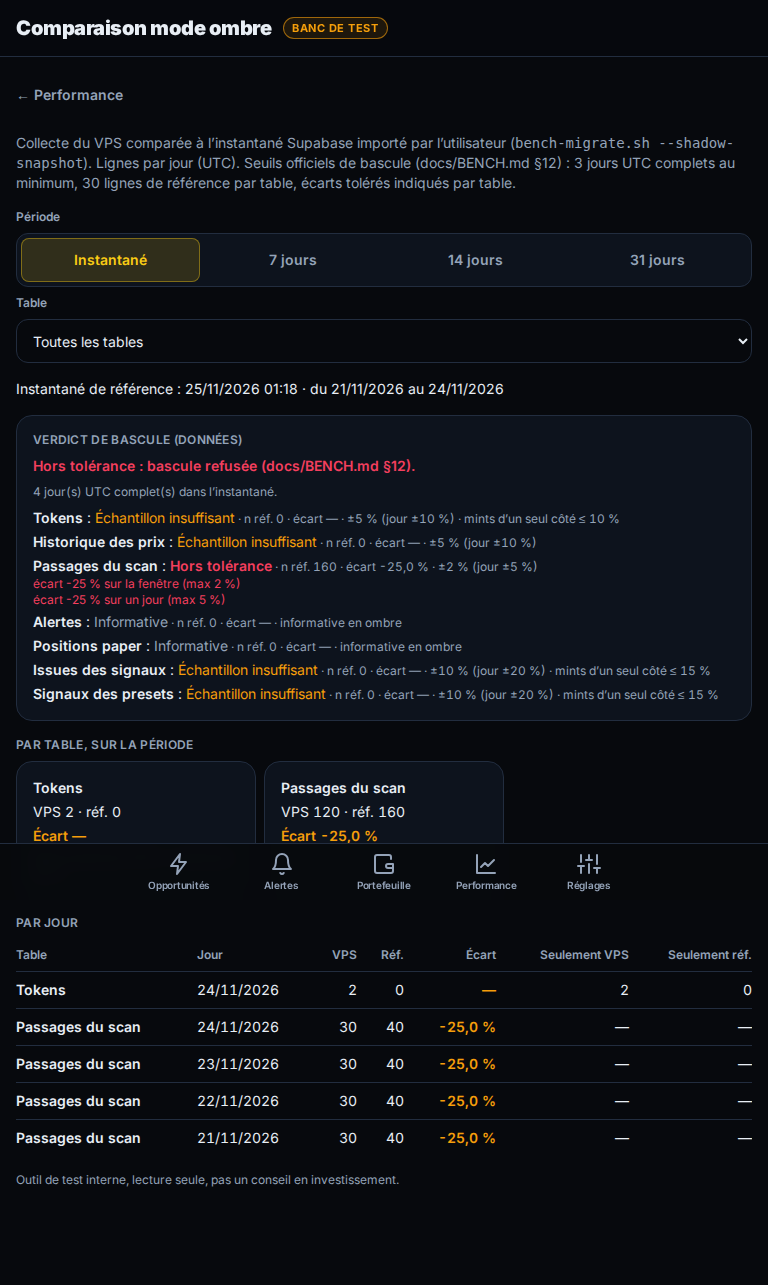 Comparaison mode ombre BANC DE TEST
← Performance
Collecte du VPS comparée à l'instantané Supabase importé par l'utilisateur (bench-migrate.sh --shadow-
snapshot). Lignes par jour (UTC). Seuils officiels de bascule (docs/BENCH.md §12) : 3 jours UTC complets au
minimum, 30 lignes de référence par table, écarts tolérés indiqués par table.
Période
Instantané 7 jours 14 jours 31 jours
Table
Toutes les tables
Instantané de référence : 25/11/2026 01:18 · du 21/11/2026 au 24/11/2026
VERDICT DE BASCULE (DONNÉES)
Hors tolérance : bascule refusée (docs/BENCH.md §12).
4 jour(s) UTC complet(s) dans l'instantané.
Tokens : Échantillon insuffisant · n réf. 0 · écart — · ±5 % (jour ±10 %) · mints d'un seul côté ≤ 10 %
Historique des prix : Échantillon insuffisant · n réf. 0 · écart — · ±5 % (jour ±10 %)
Passages du scan : Hors tolérance · n réf. 160 · écart -25,0 % · ±2 % (jour ±5 %)
écart -25 % sur la fenêtre (max 2 %)
écart -25 % sur un jour (max 5 %)
Alertes : Informative · n réf. 0 · écart — · informative en ombre
Positions paper : Informative · n réf. 0 · écart — · informative en ombre
Issues des signaux : Échantillon insuffisant · n réf. 0 · écart — · ±10 % (jour ±20 %) · mints d'un seul côté ≤ 15 %
Signaux des presets : Échantillon insuffisant · n réf. 0 · écart — · ±10 % (jour ±20 %) · mints d'un seul côté ≤ 15 %
PAR TABLE, SUR LA PÉRIODE
Tokens
VPS 2 · réf. 0
Écart —
Passages du scan
VPS 120 · réf. 160
Écart -25,0 %
Opportunités Alertes Portefeuille Performance Réglages
PAR JOUR
Table Jour VPS Réf. Écart Seulement VPS Seulement réf.
Tokens 24/11/2026 2 0 — 2 0
Passages du scan 24/11/2026 30 40 -25,0 % — —
Passages du scan 23/11/2026 30 40 -25,0 % — —
Passages du scan 22/11/2026 30 40 -25,0 % — —
Passages du scan 21/11/2026 30 40 -25,0 % — —
Outil de test interne, lecture seule, pas un conseil en investissement.